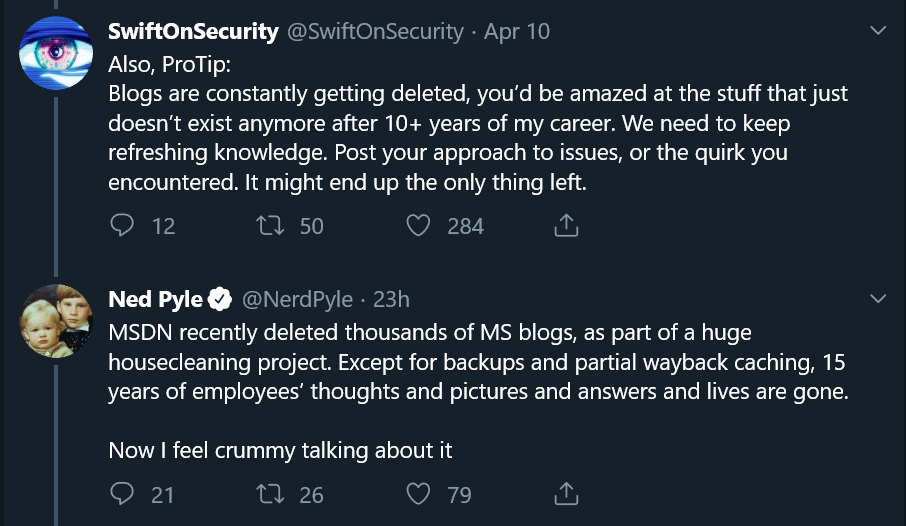 SwiftOnSecurity @SwiftOnSecurity · Apr 10
Also, ProTip:
Blogs are constantly getting deleted, you’d be amazed at the stuff that just
doesn’t exist anymore after 10+ years of my career. We need to keep
refreshing knowledge. Post your approach to issues, or the quirk you
encountered. It might end up the only thing left.
12 50 284
Ned Pyle @NerdPyle · 23h
MSDN recently deleted thousands of MS blogs, as part of a huge
housecleaning project. Except for backups and partial wayback caching, 15
years of employees’ thoughts and pictures and answers and lives are gone.
Now I feel crummy talking about it
21 26 79